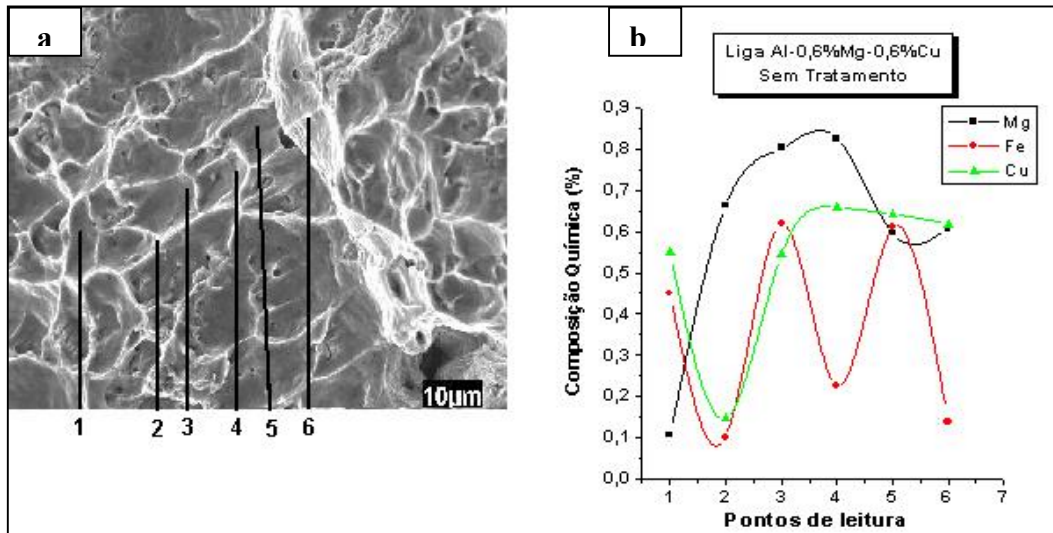 a
10µm
1 2 3 4 5 6
b
Liga Al-0,6%Mg-0,6%Cu
Sem Tratamento
Mg
Fe
Cu
Composição Química (%)
0,9
0,8
0,7
0,6
0,5
0,4
0,3
0,2
0,1
0,0
1 2 3 4 5 6 7
Pontos de leitura